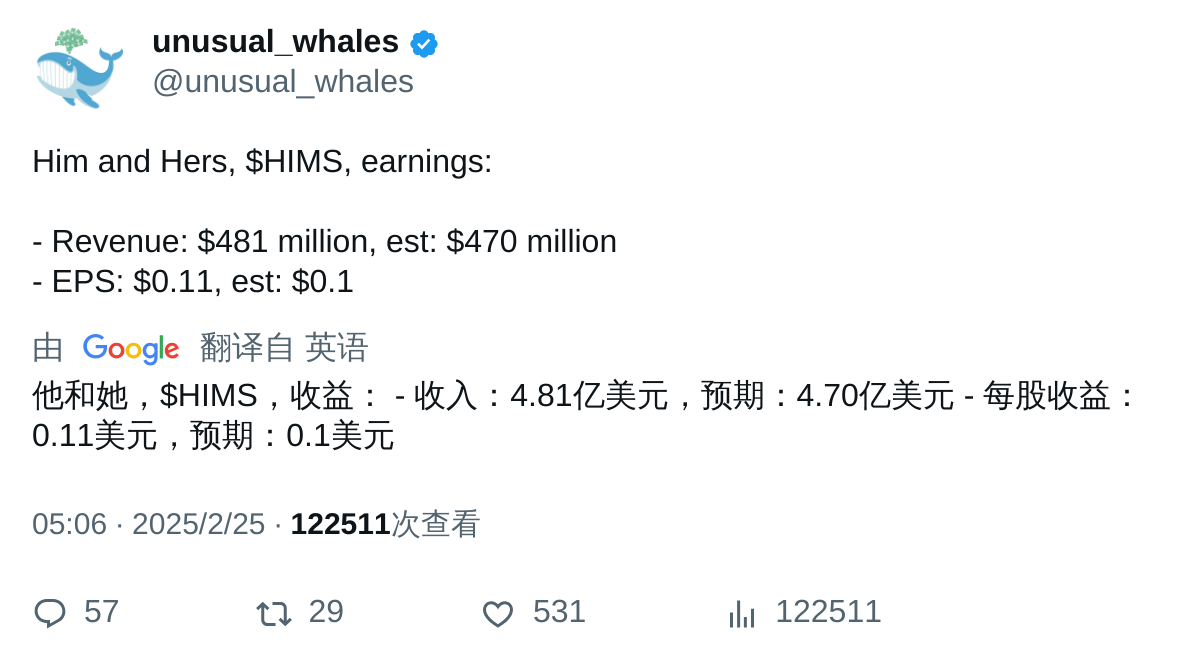 unusual_whales
@unusual_whales
Him and Hers, $HIMS, earnings:
- Revenue: $481 million, est: $470 million
- EPS: $0.11, est: $0.1
由 Google 翻译自 英语
他和她，$HIMS，收益： - 收入：4.81亿美元，预期：4.70亿美元 - 每股收益：
0.11美元，预期：0.1美元
05:06 · 2025/2/25 · 122511次查看
57 29 531 122511